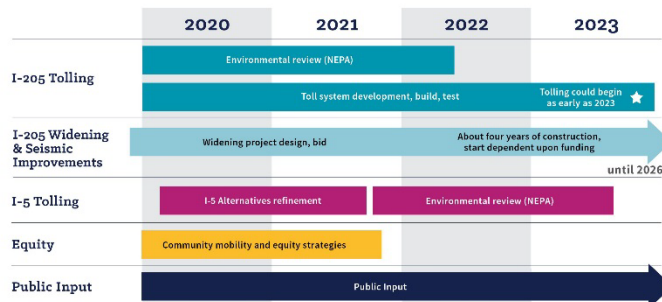 2020 2021 2022 2023
I-205 Tolling
Environmental review (NEPA)
Toll system development, build, test
Tolling could begin
as early as 2023
I-205 Widening
& Seismic
Improvements
Widening project design, bid
About four years of construction,
start dependent upon funding
until 2026
I-5 Tolling
I-5 Alternatives refinement
Environmental review (NEPA)
Equity
Community mobility and equity strategies
Public Input
Public Input